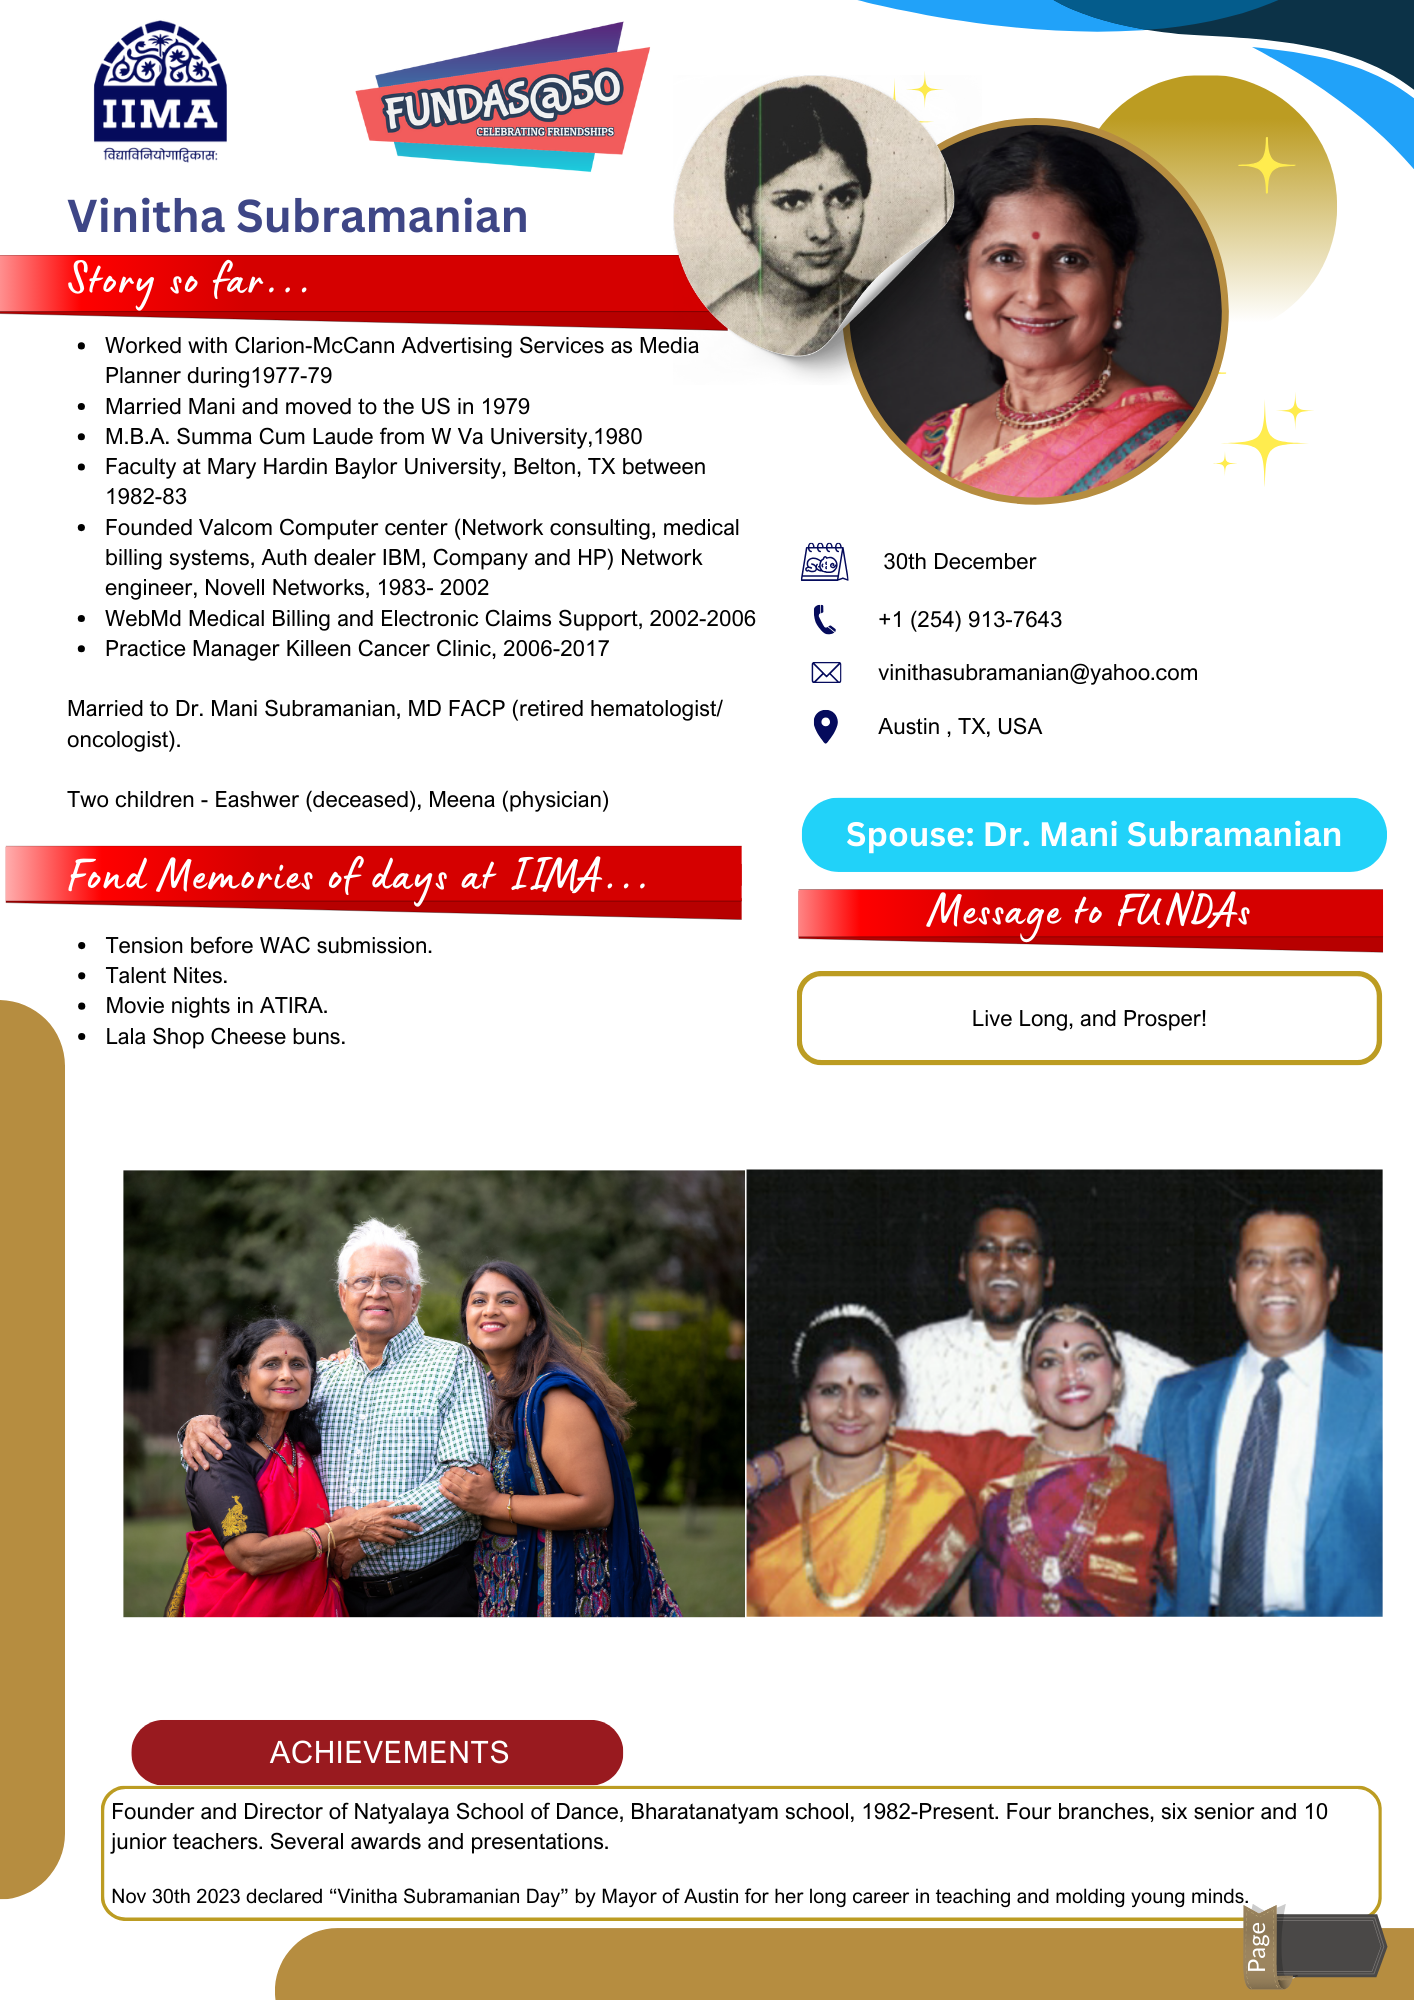 IIMA
विद्याविनियोगाद्विकास:
FUNDAS@50
CELEBRATING FRIENDSHIPS
Vinitha Subramanian
Story so far...
• Worked with Clarion-McCann Advertising Services as Media
Planner during1977-79
• Married Mani and moved to the US in 1979
• M.B.A. Summa Cum Laude from W Va University,1980
• Faculty at Mary Hardin Baylor University, Belton, TX between
1982-83
• Founded Valcom Computer center (Network consulting, medical
billing systems, Auth dealer IBM, Company and HP) Network
engineer, Novell Networks, 1983- 2002
• WebMd Medical Billing and Electronic Claims Support, 2002-2006
• Practice Manager Killeen Cancer Clinic, 2006-2017
Married to Dr. Mani Subramanian, MD FACP (retired hematologist/
oncologist).
Two children - Eashwer (deceased), Meena (physician)
30th December
+1 (254) 913-7643
vinithasubramanian@yahoo.com
Austin , TX, USA
Spouse: Dr. Mani Subramanian
Fond Memories of days at IIMA...
• Tension before WAC submission.
• Talent Nites.
• Movie nights in ATIRA.
• Lala Shop Cheese buns.
Message to FUNDAs
Live Long, and Prosper!
ACHIEVEMENTS
Founder and Director of Natyalaya School of Dance, Bharatanatyam school, 1982-Present. Four branches, six senior and 10
junior teachers. Several awards and presentations.
Nov 30th 2023 declared “Vinitha Subramanian Day” by Mayor of Austin for her long career in teaching and molding young minds.
Page